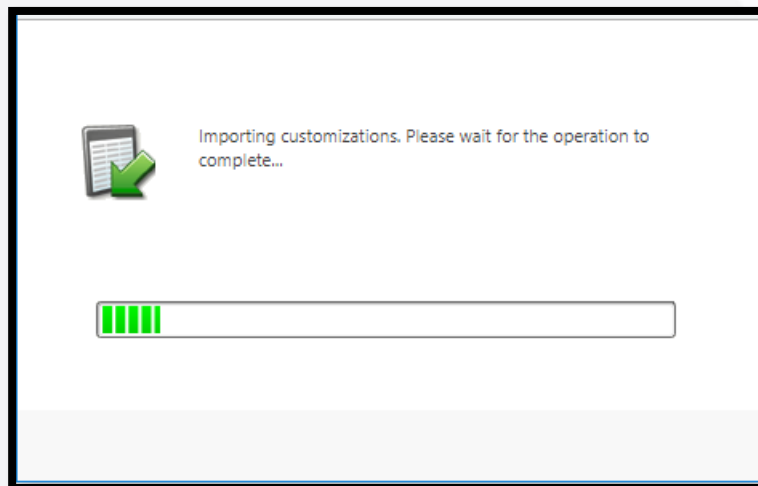 Importing customizations. Please wait for the operation to
complete...